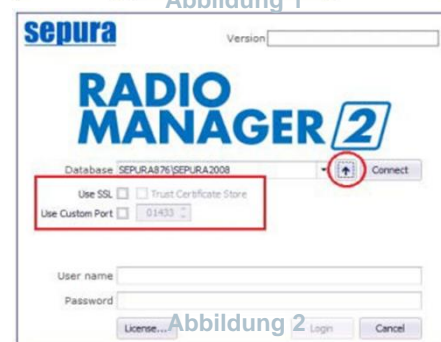 Abbildung 1
sepura
Version
RADIO
MANAGER 2
Database SEPURA876\SEPURA2008 Connect
Use SSL Trust Certificate Store
Use Custom Port 01433
User name
Password
License... Abbildung 2 Login Cancel